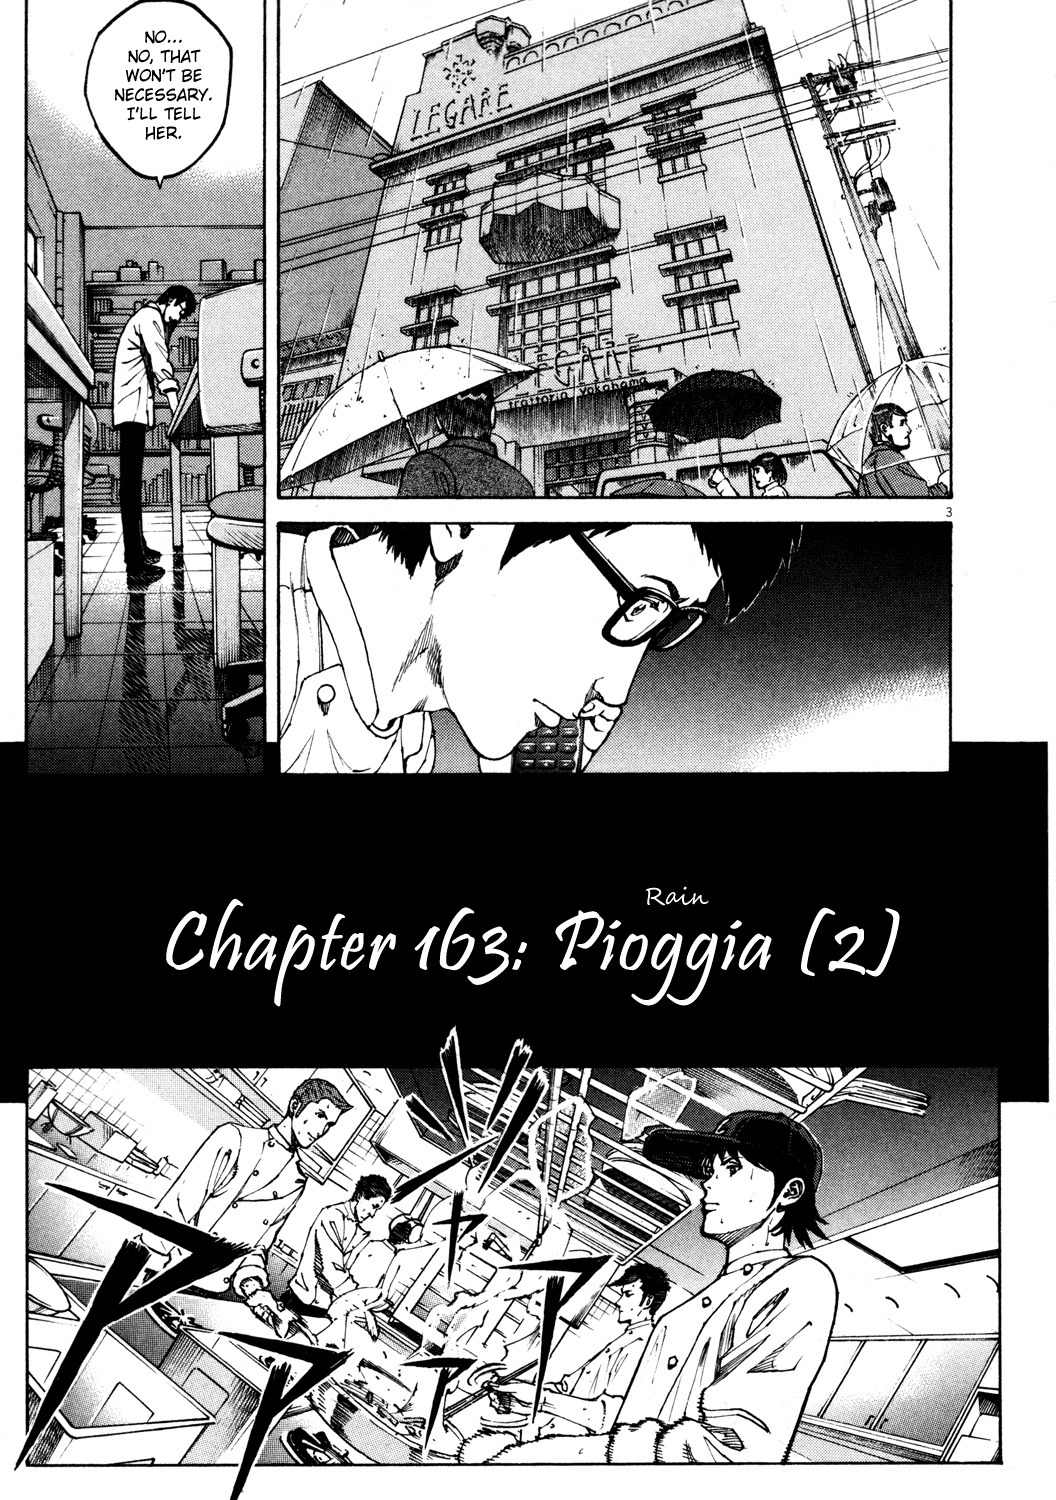 LEGARE
LEGARE
trattoria yokohama
NO...
NO, THAT
WON'T BE
NECESSARY.
I'LL TELL
HER.
3
Rain
Chapter 163: Pioggia (2)